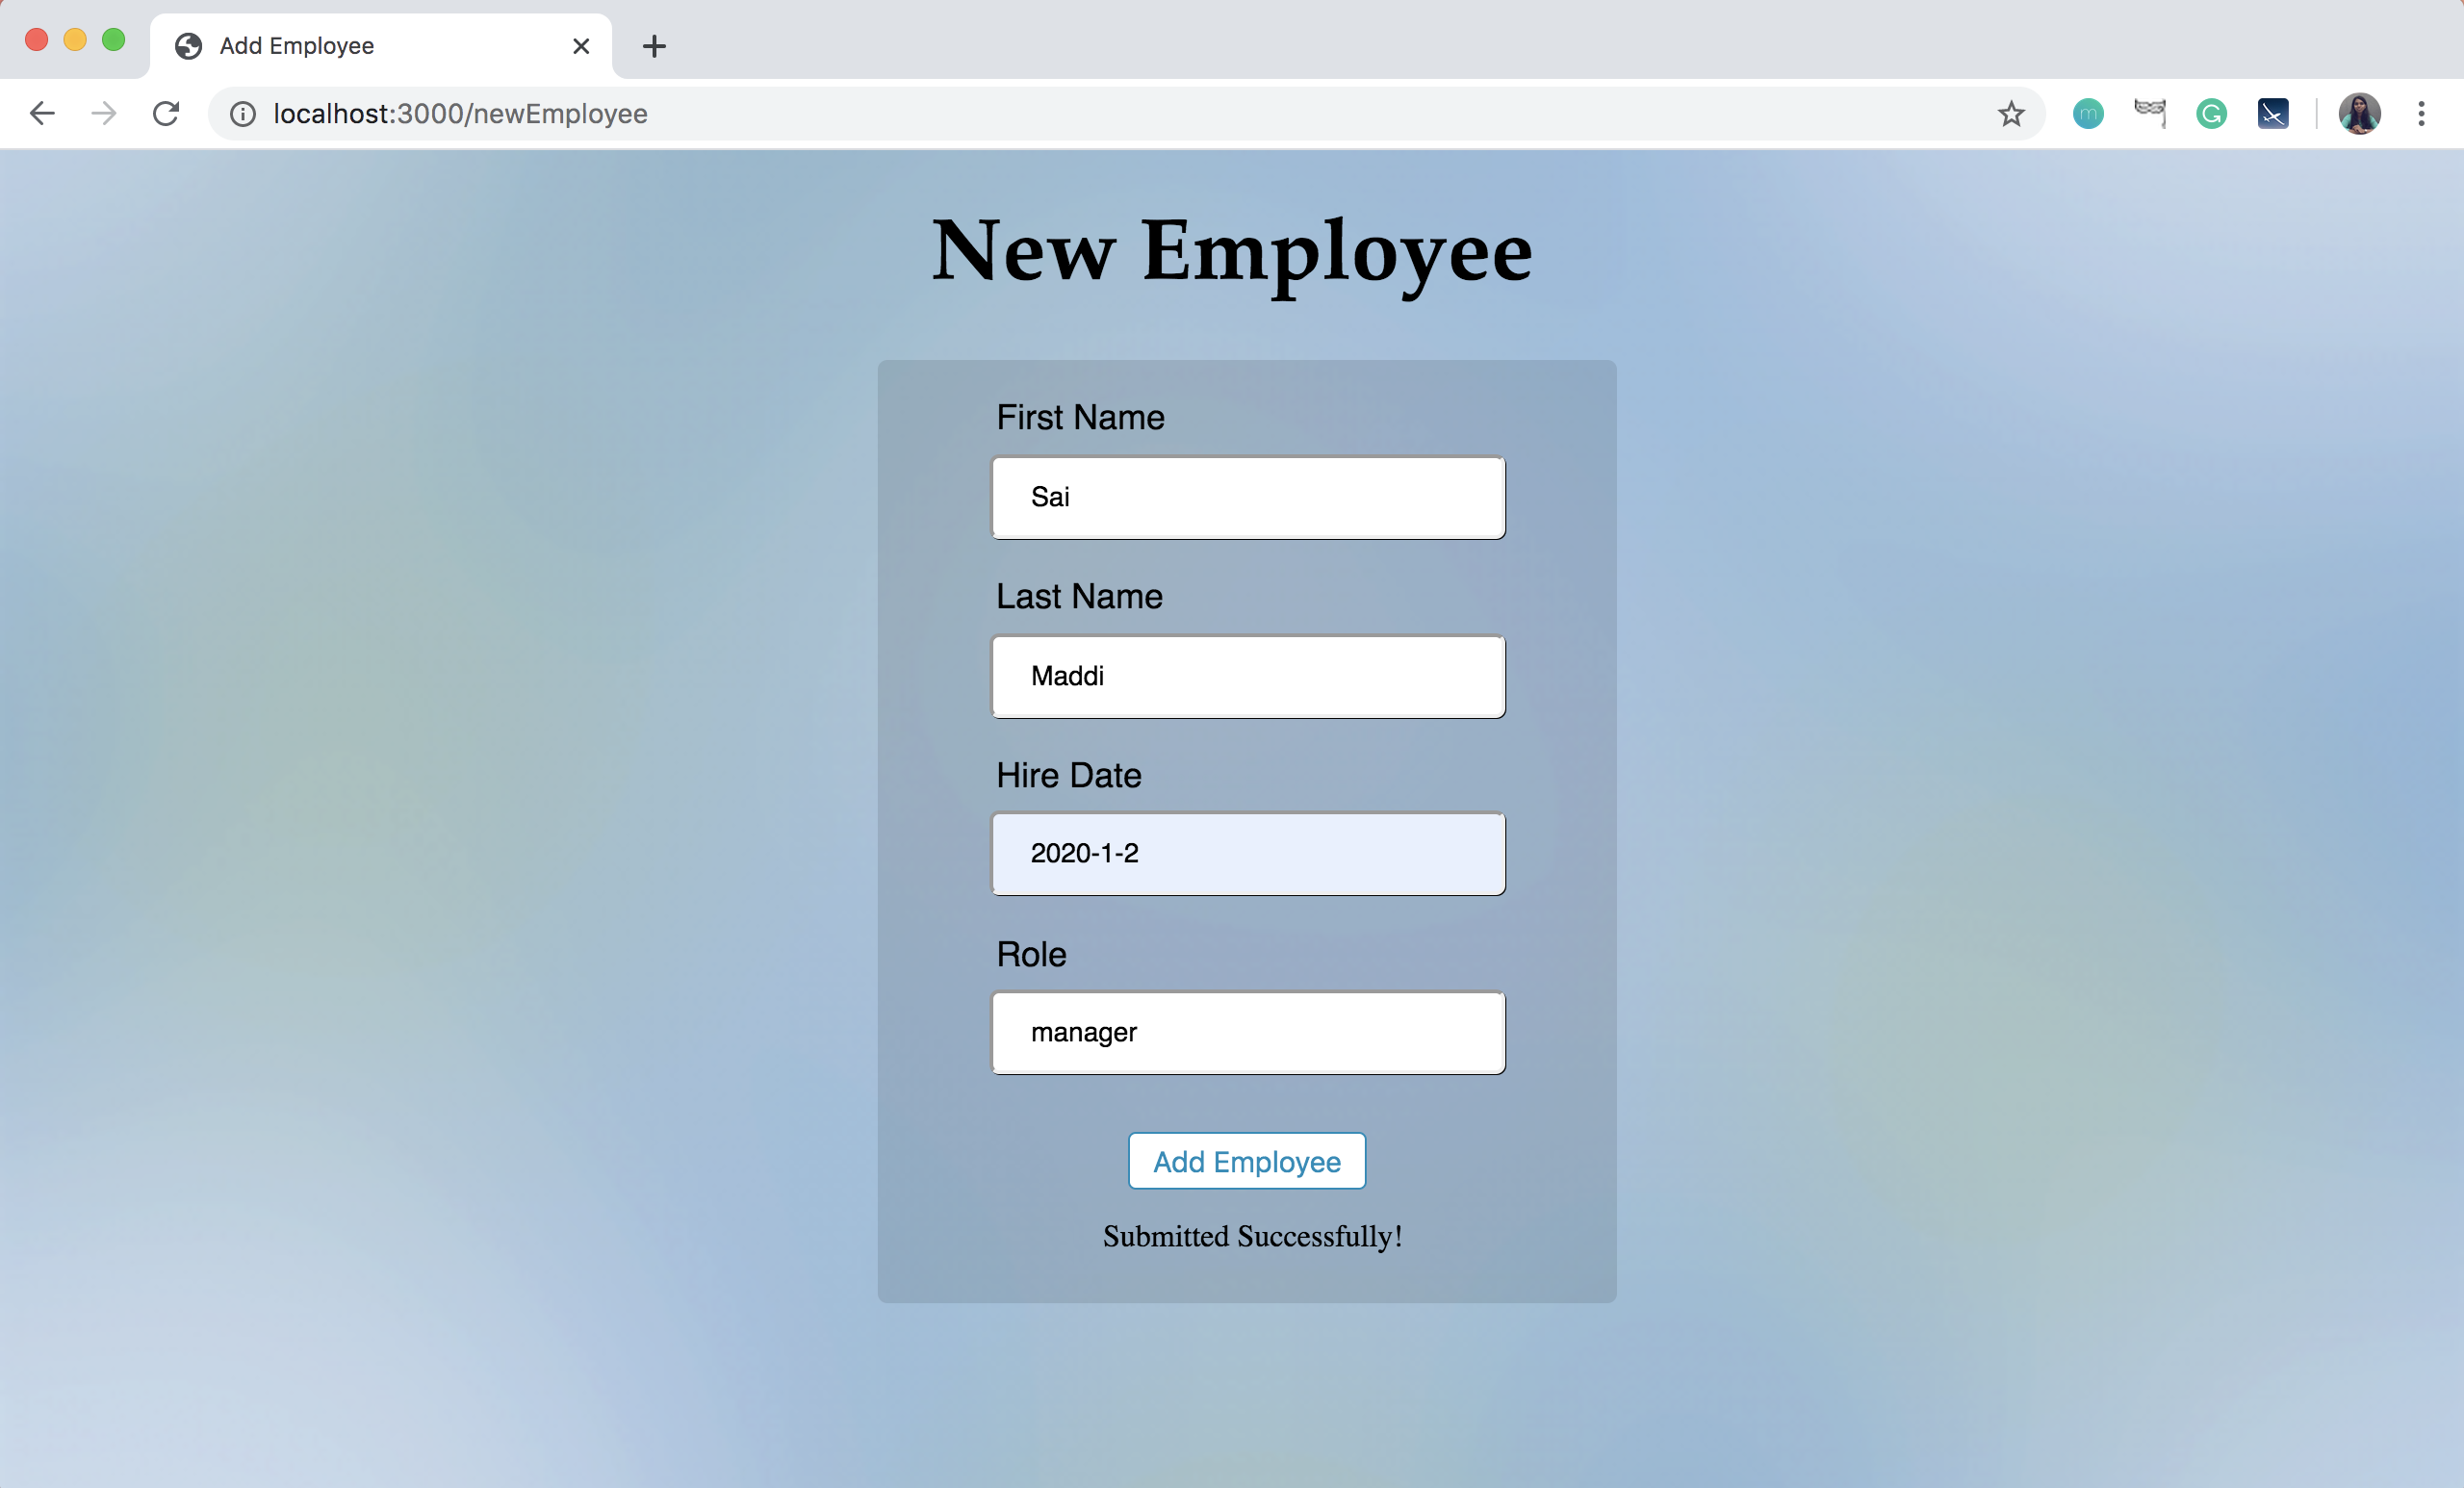 Add Employee
localhost:3000/newEmployee
m
G
New Employee
First Name
Sai
Last Name
Maddi
Hire Date
2020-1-2
Role
manager
Add Employee
Submitted Successfully!